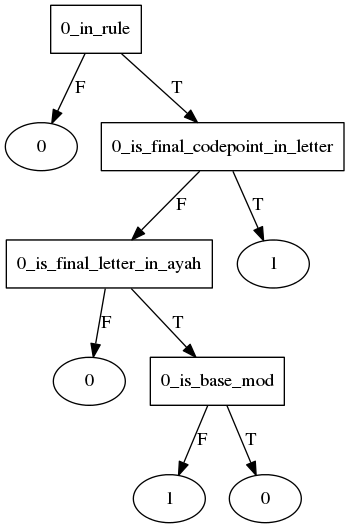 0_in_rule
F
T
0
0_is_final_codepoint_in_letter
F
T
0_is_final_letter_in_ayah
1
F
T
0
0_is_base_mod
F
T
1
0